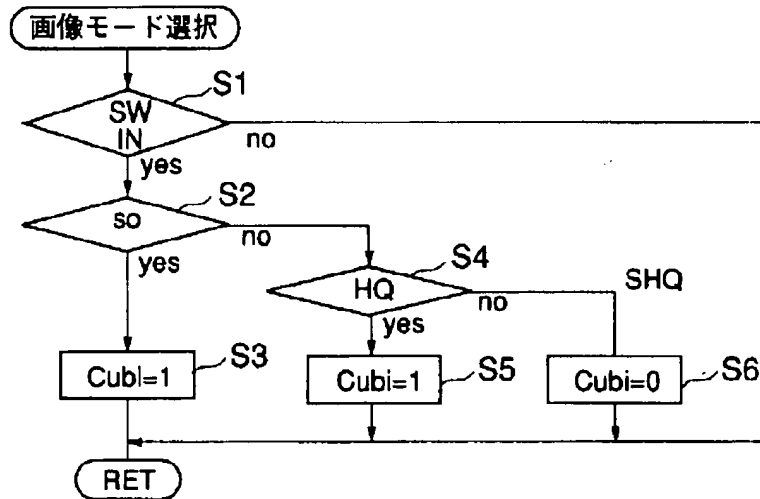 画像モード選択
S1
SW
IN
no
yes
S2
so
no
yes
S4
HQ
no
SHQ
yes
Cubl=1
S3
Cubi=1
S5
Cubi=0
S6
RET